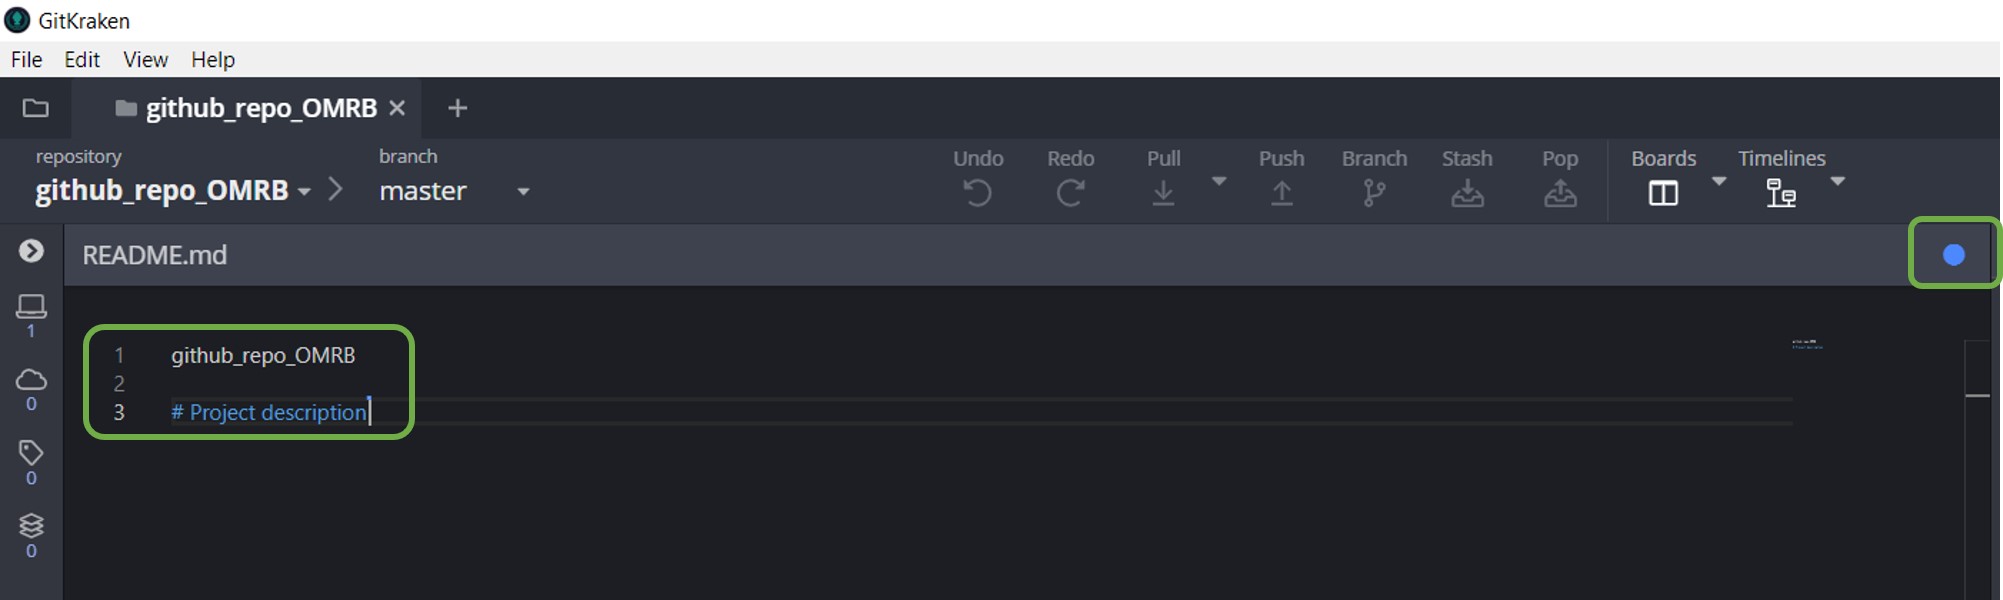 GitKraken
File Edit View Help
github_repo_OMRB
repository branch Undo Redo Pull Push Branch Stash Pop Boards Timelines
github_repo_OMRB master
README.md
1 github_repo_OMRB
2
3 # Project description
1
0
0
0